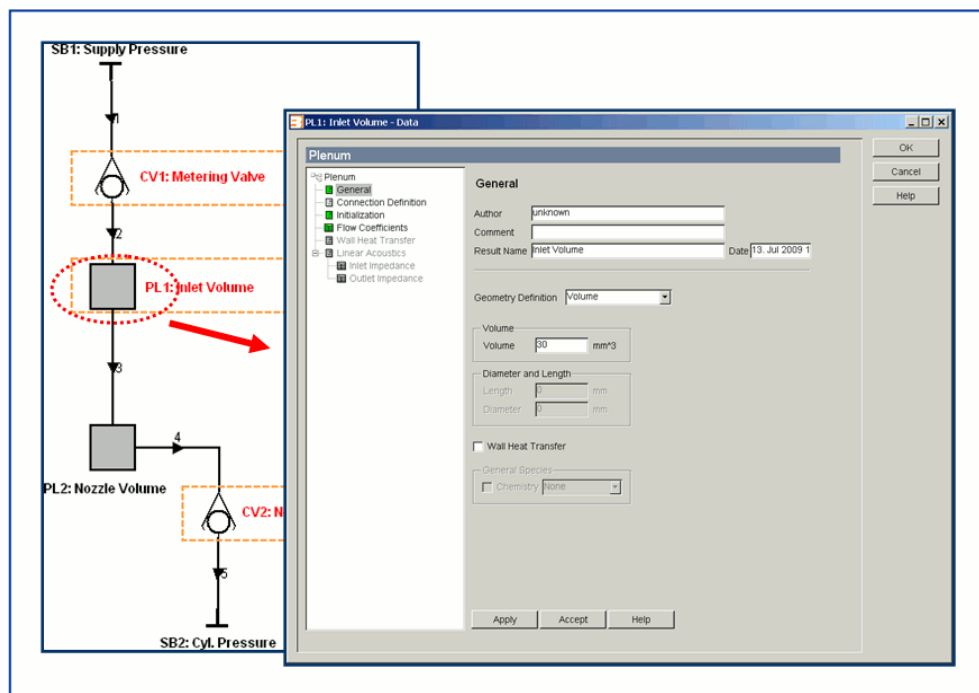 SB1: Supply Pressure
1
CV1: Metering Valve
2
PL1: Inlet Volume
3
4
PL2: Nozzle Volume
CV2: N
5
SB2: Cyl. Pressure
PL1: Inlet Volume - Data
Plenum
Plenum
General
Connection Definition
Initialization
Flow Coefficients
Wall Heat Transfer
Linear Acoustics
Inlet Impedance
Outlet Impedance
General
Author unknown
Comment
Result Name Inlet Volume Date 13. Jul 2009 1
Geometry Definition Volume
Volume
Volume 30 mm^3
Diameter and Length
Length 0 mm
Diameter 0 mm
Wall Heat Transfer
General Species
Chemistry None
Apply Accept Help
OK
Cancel
Help